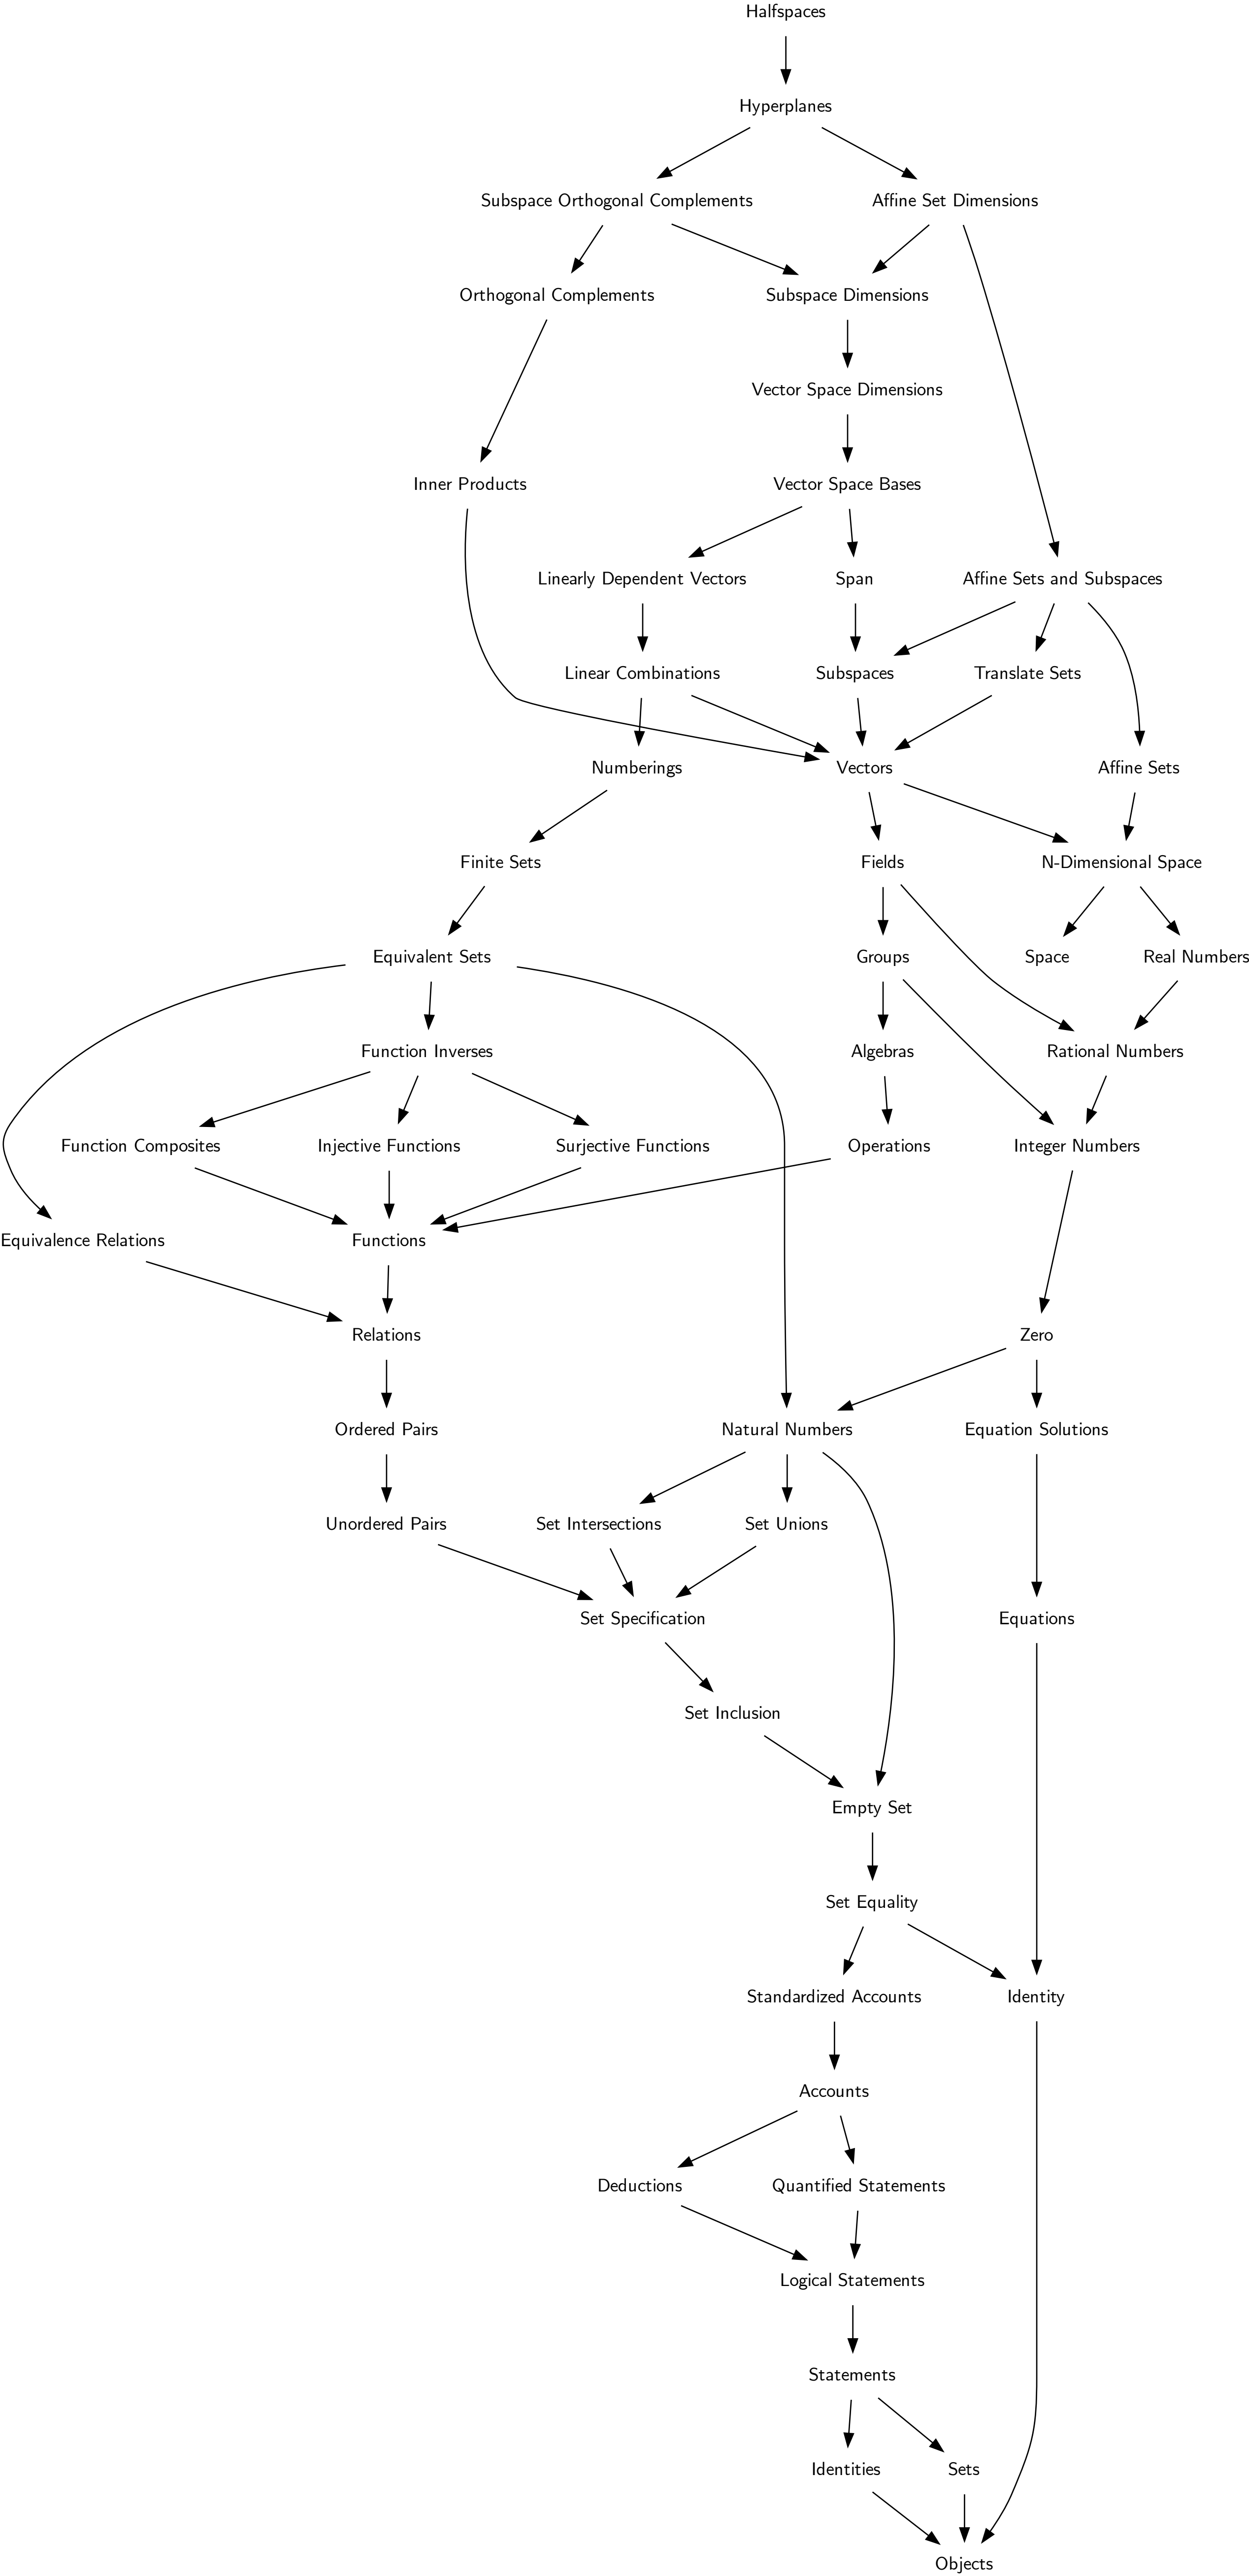 Halfspaces
Hyperplanes
Subspace Orthogonal Complements
Affine Set Dimensions
Orthogonal Complements
Subspace Dimensions
Vector Space Dimensions
Inner Products
Vector Space Bases
Linearly Dependent Vectors
Span
Affine Sets and Subspaces
Linear Combinations
Subspaces
Translate Sets
Numberings
Vectors
Affine Sets
Finite Sets
Fields
N-Dimensional Space
Equivalent Sets
Groups
Space
Real Numbers
Function Inverses
Algebras
Rational Numbers
Function Composites
Injective Functions
Surjective Functions
Operations
Integer Numbers
Equivalence Relations
Functions
Relations
Zero
Ordered Pairs
Natural Numbers
Equation Solutions
Unordered Pairs
Set Intersections
Set Unions
Set Specification
Equations
Set Inclusion
Empty Set
Set Equality
Standardized Accounts
Identity
Accounts
Deductions
Quantified Statements
Logical Statements
Statements
Identities
Sets
Objects